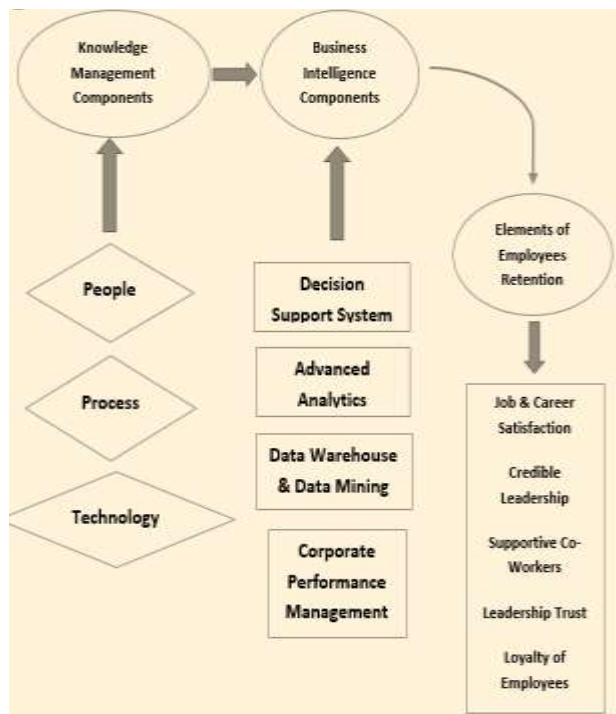 Knowledge
Management
Components
Business
Intelligence
Components
Elements of
Employees
Retention
People
Process
Technology
Decision
Support System
Advanced
Analytics
Data Warehouse
& Data Mining
Corporate
Performance
Management
Job & Career
Satisfaction
Credible
Leadership
Supportive Co-
Workers
Leadership Trust
Loyalty of
Employees